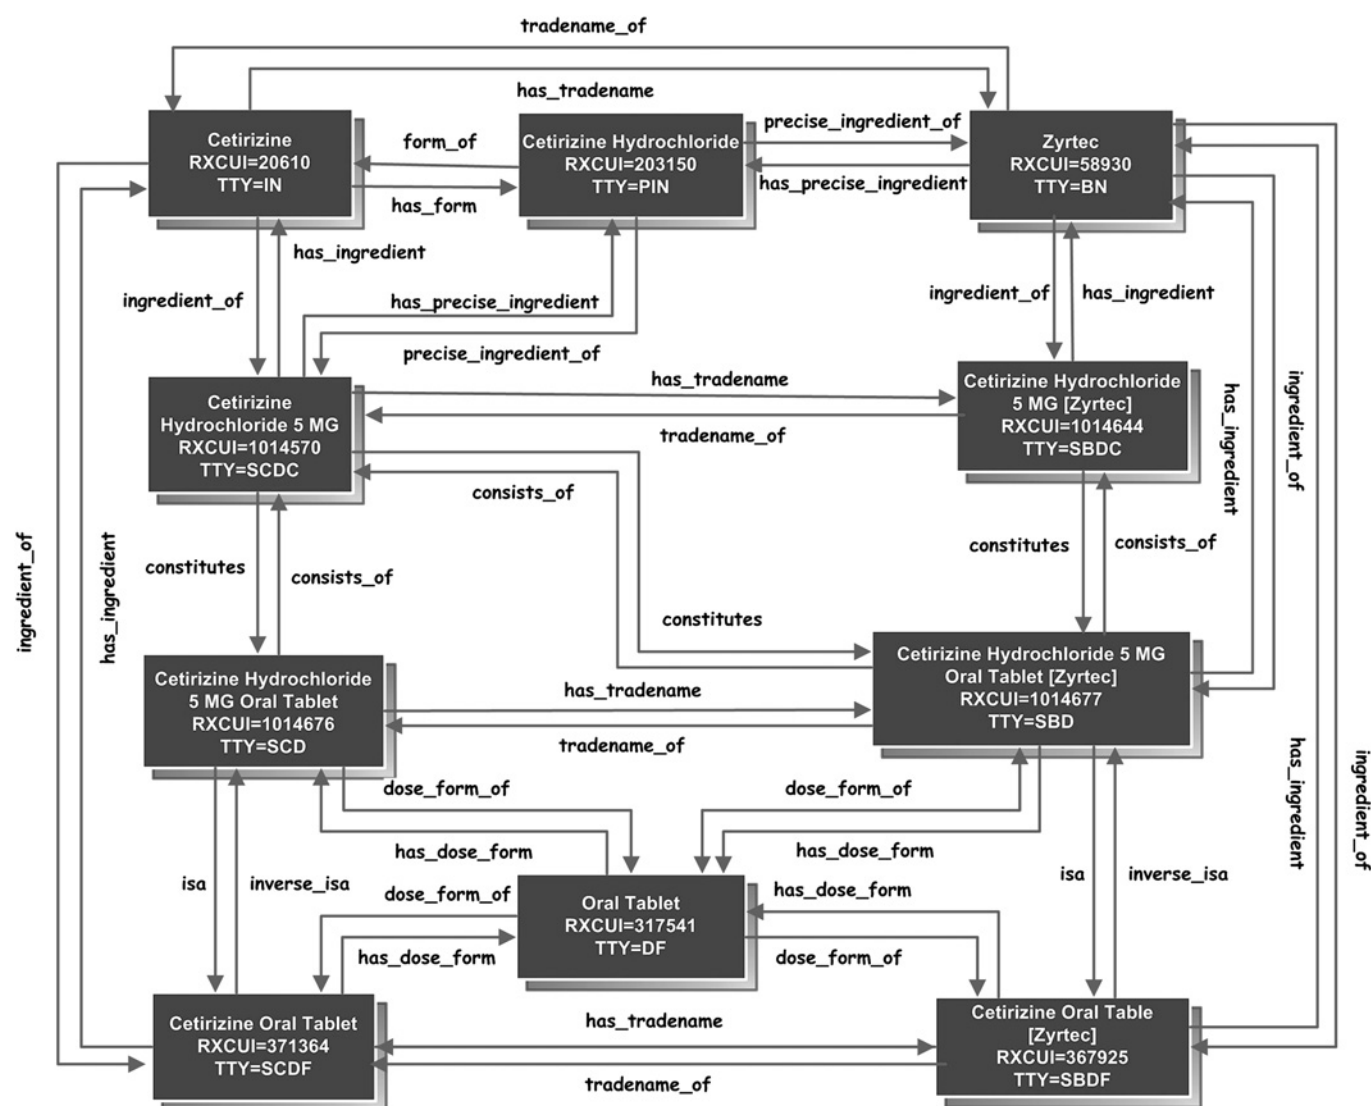 tradename_of
has_tradename
Cetirizine
RXCUI=20610
TTY=IN
form_of
has_form
Cetirizine Hydrochloride
RXCUI=203150
TTY=PIN
precise_ingredient_of
has_precise_ingredient
Zyrtec
RXCUI=58930
TTY=BN
has_ingredient
ingredient_of
has_precise_ingredient
precise_ingredient_of
ingredient_of
has_ingredient
Cetirizine
Hydrochloride 5 MG
RXCUI=1014570
TTY=SCDC
has_tradename
tradename_of
Cetirizine Hydrochloride
5 MG [Zyrtec]
RXCUI=1014644
TTY=SBDC
has_ingredient
ingredient_of
consists_of
ingredient_of
has_ingredient
constitutes
consists_of
constitutes
constitutes
consists_of
Cetirizine Hydrochloride
5 MG Oral Tablet
RXCUI=1014676
TTY=SCD
has_tradename
tradename_of
Cetirizine Hydrochloride 5 MG
Oral Tablet [Zyrtec]
RXCUI=1014677
TTY=SBD
has_ingredient
ingredient_of
dose_form_of
has_dose_form
dose_form_of
has_dose_form
isa
inverse_isa
dose_form_of
has_dose_form
Oral Tablet
RXCUI=317541
TTY=DF
has_dose_form
dose_form_of
isa
inverse_isa
Cetirizine Oral Tablet
RXCUI=371364
TTY=SCDF
has_tradename
tradename_of
Cetirizine Oral Table
[Zyrtec]
RXCUI=367925
TTY=SBDF